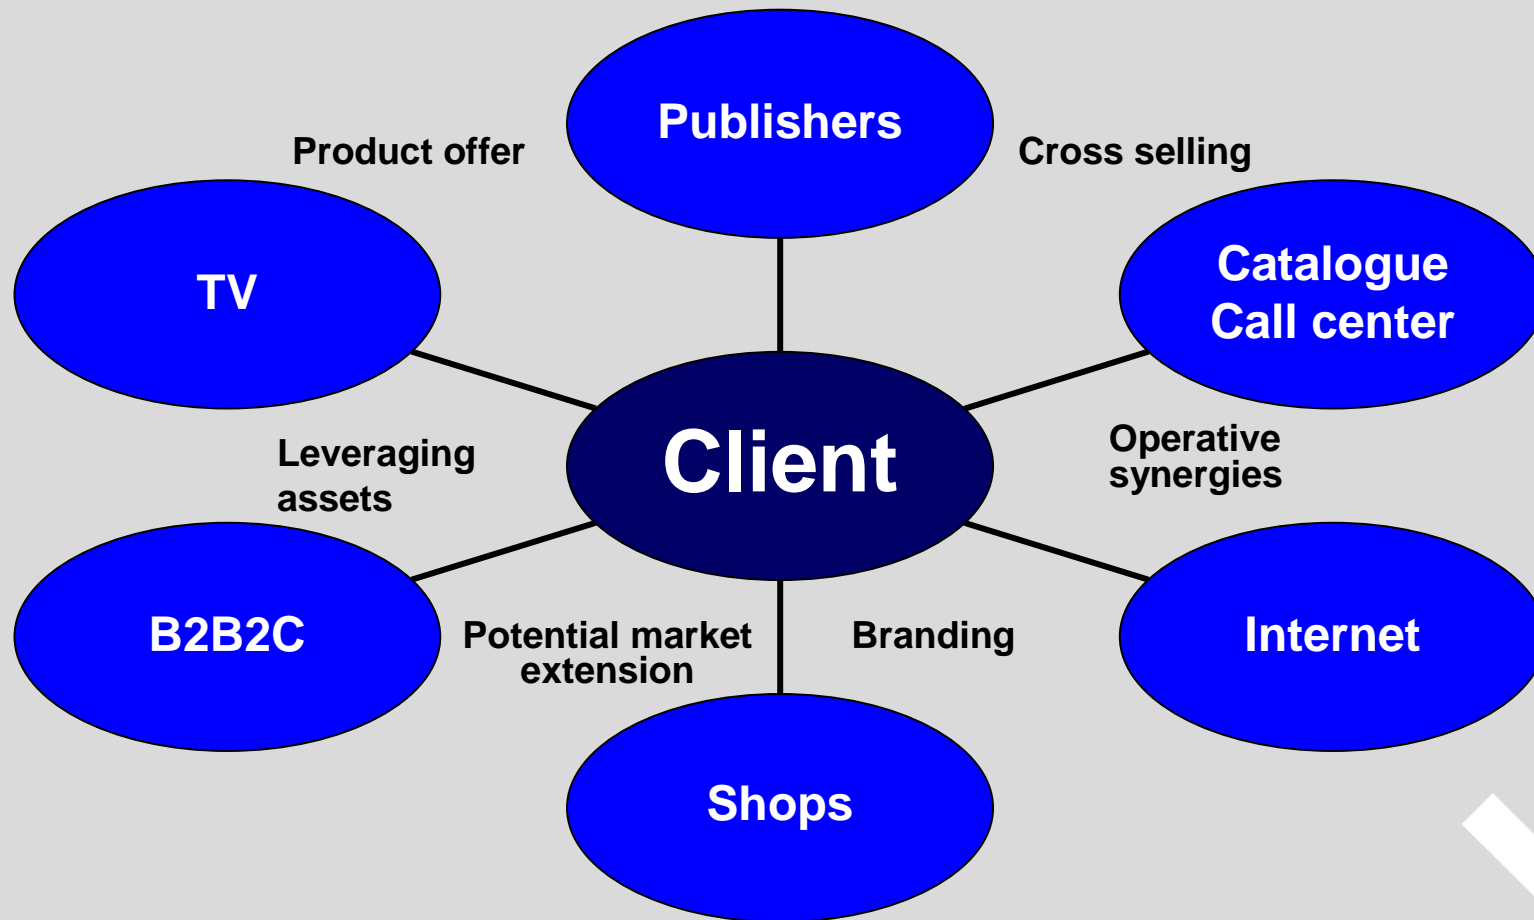 Publishers
Product offer
Cross selling
TV
Catalogue
Call center
Client
Leveraging
assets
Operative
synergies
B2B2C
Potential market
extension
Branding
Internet
Shops